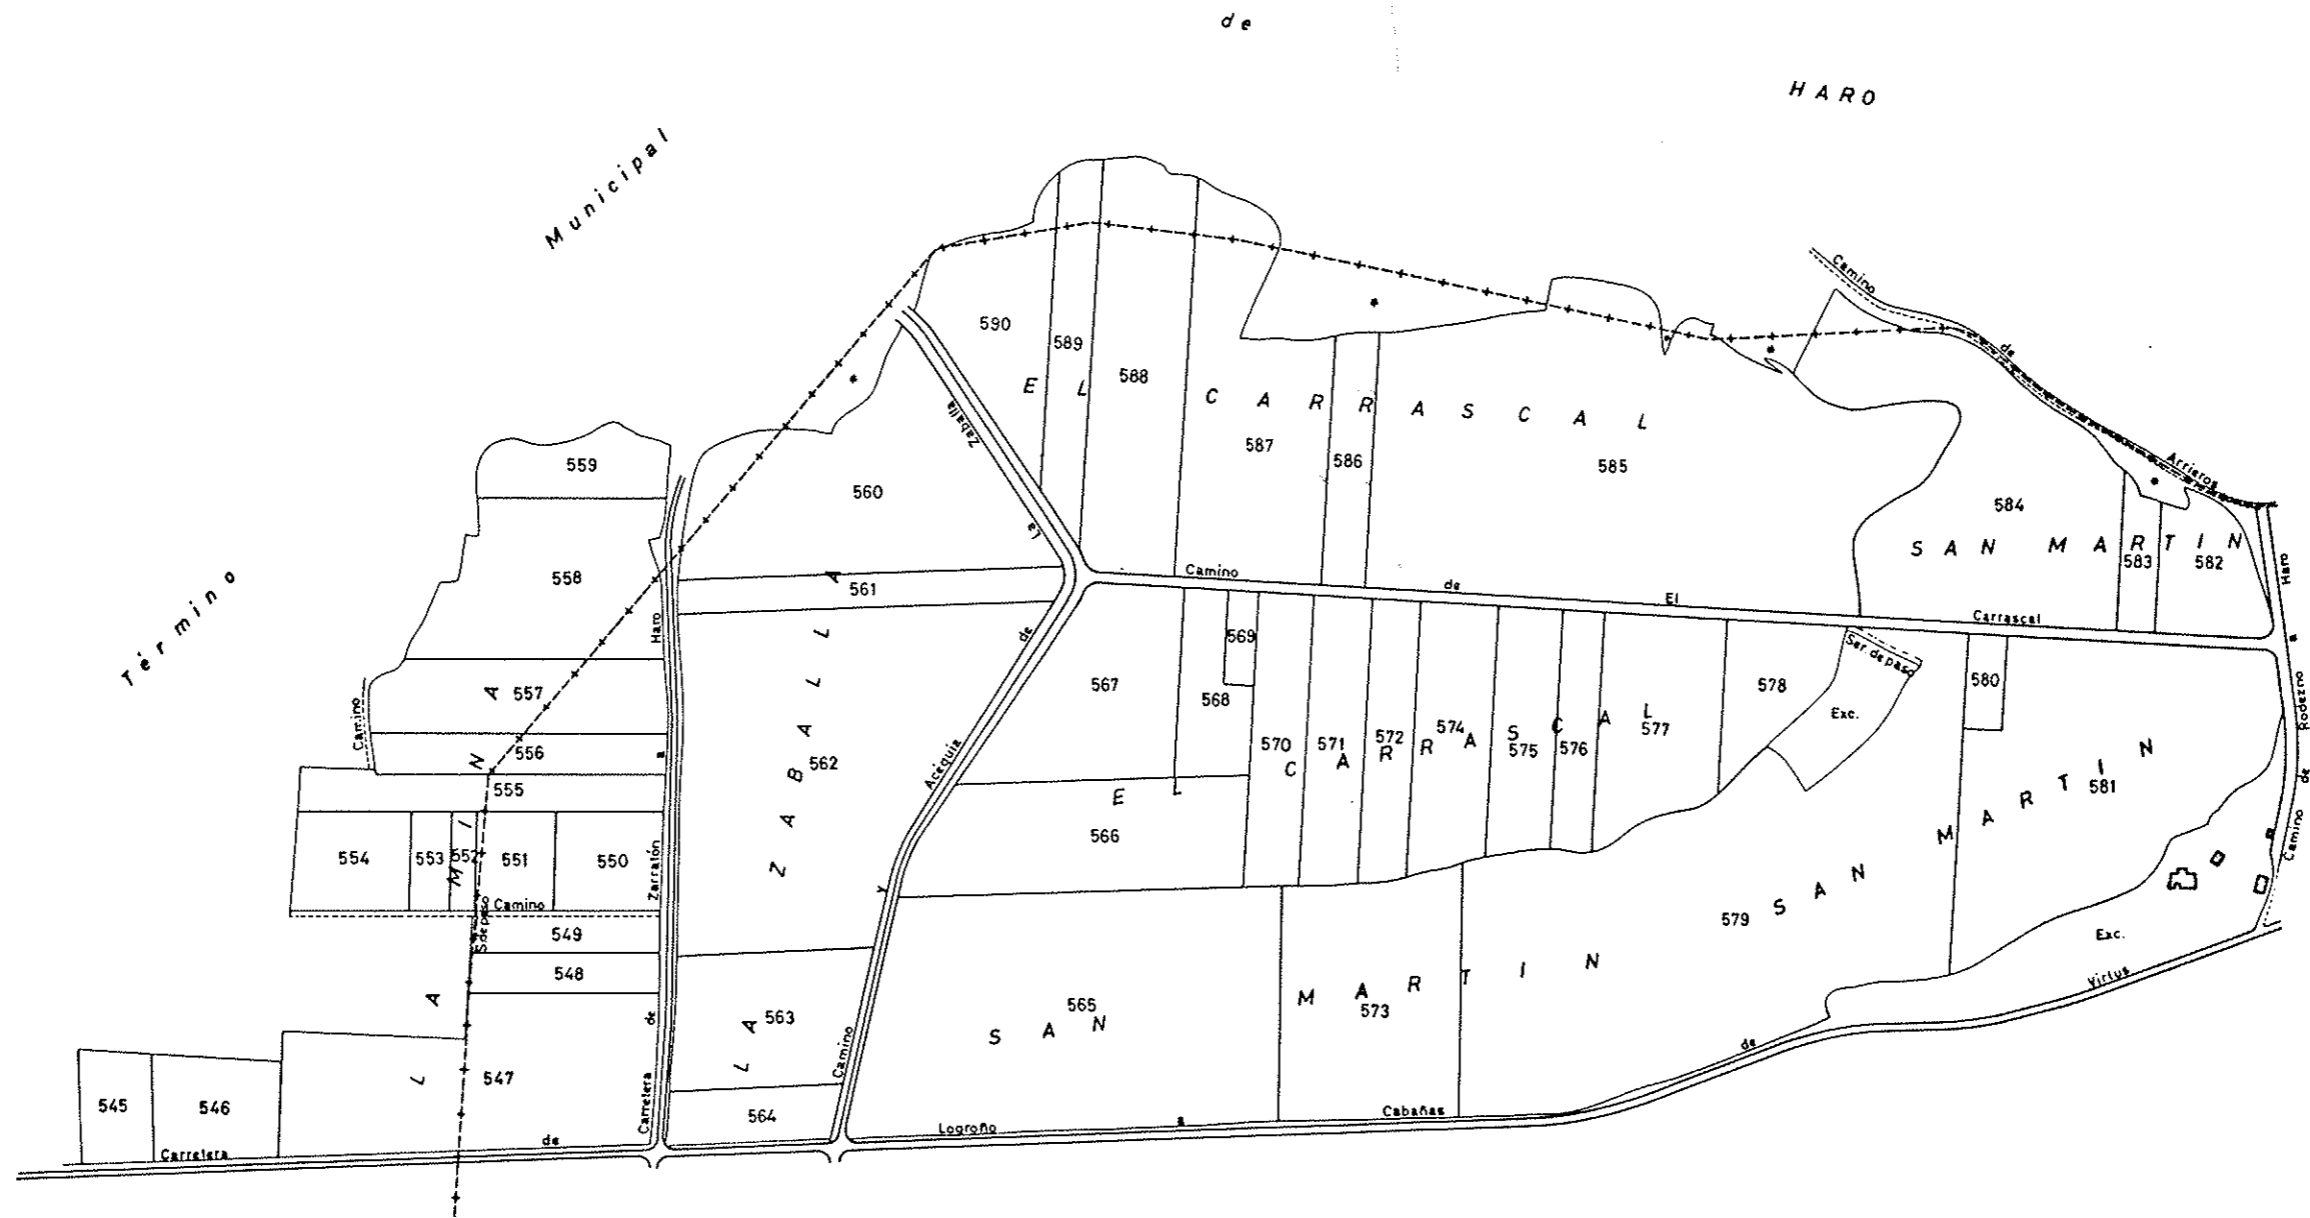 de
HARO
Término Municipal
Camino de Arrieros
590
589
588
EL CARRASCAL
587
586
585
584
SAN MARTIN
583
582
559
558
557
556
555
554
553
552
551
550
Camino
Camino
S.de paso
549
548
547
546
545
LA MINA
560
561
562
563
564
LA ZABALLA
Carretera de Zarratón a Haro
Camino y Acequia de La Zaballa
Camino de El Carrascal
567
568
569
570
571
572
574
575
576
577
578
EL CARRASCAL
566
Ser. de paso
Exc.
580
581
579
SAN MARTIN
565
573
SAN MARTIN
Exc.
Camino de Rodezno a Haro
Carretera de Logroño a Cabañas de Virtus